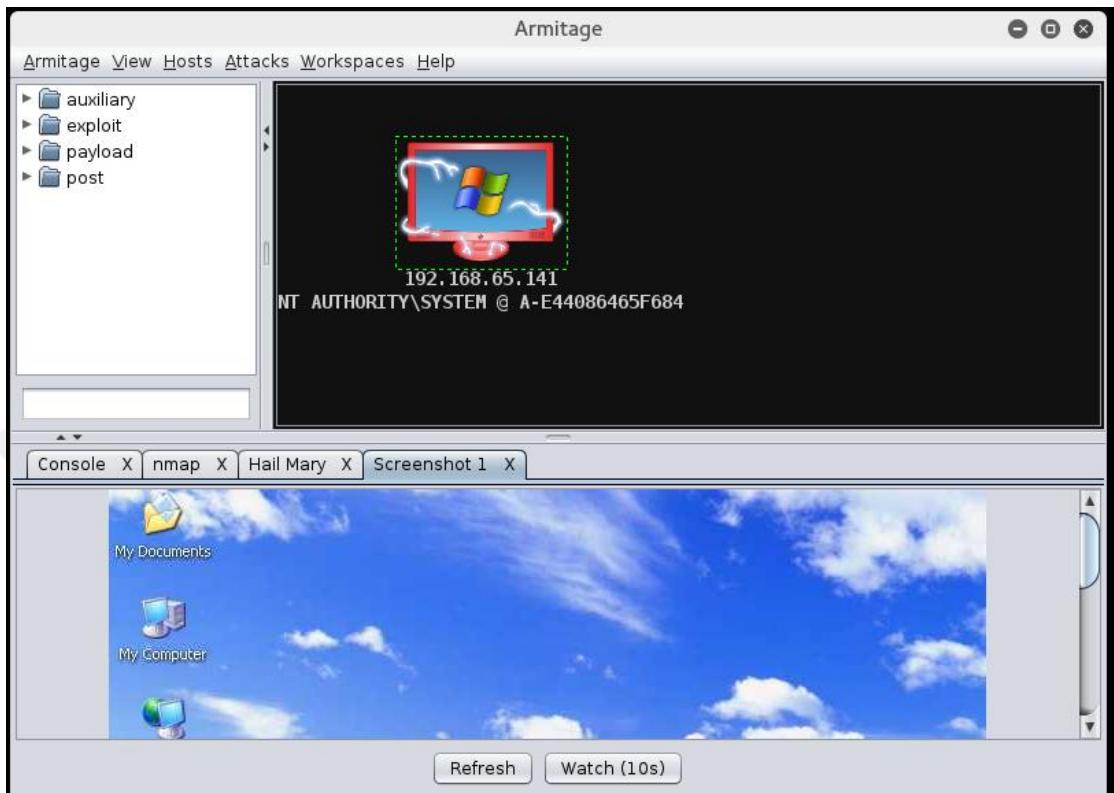 Armitage
Armitage View Hosts Attacks Workspaces Help
auxiliary
exploit
payload
post
192.168.65.141
NT AUTHORITY\SYSTEM @ A-E44086465F684
Console X nmap X Hail Mary X Screenshot 1 X
My Documents
My Computer
Refresh Watch (10s)